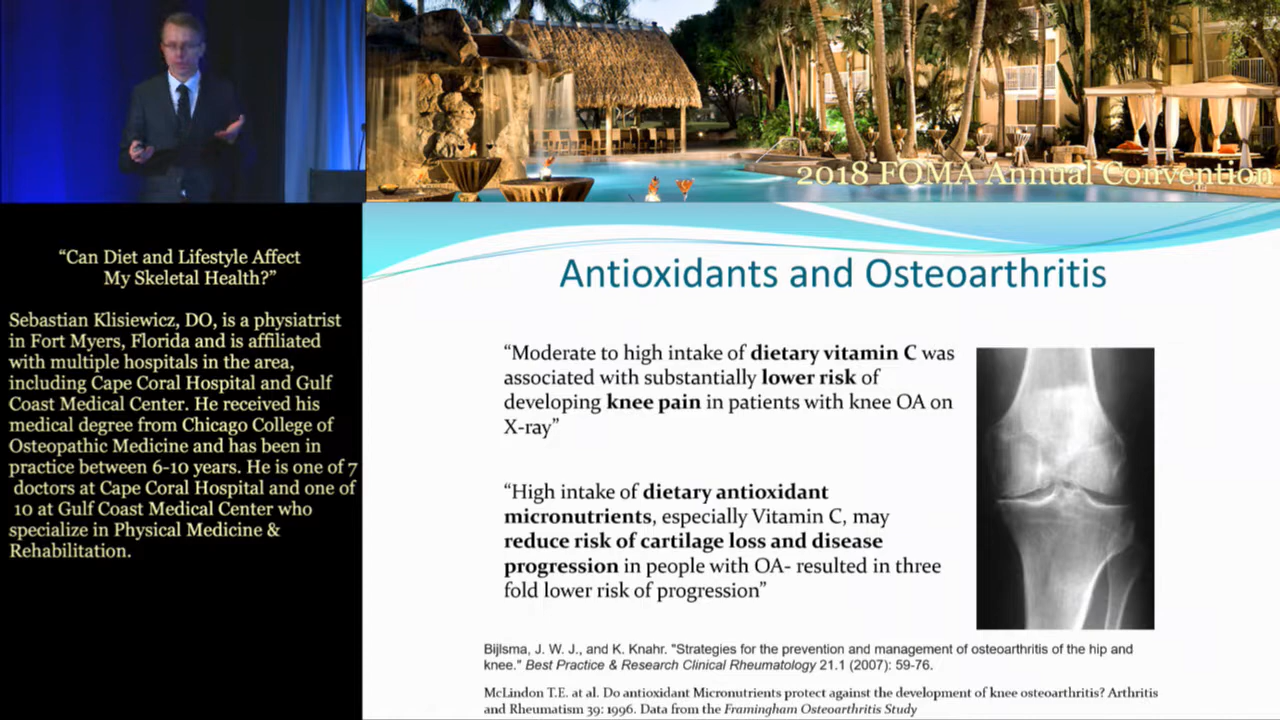 2018 FOMA Annual Convention
“Can Diet and Lifestyle Affect
My Skeletal Health?”
Sebastian Klisiewicz, DO, is a physiatrist
in Fort Myers, Florida and is affiliated
with multiple hospitals in the area,
including Cape Coral Hospital and Gulf
Coast Medical Center. He received his
medical degree from Chicago College of
Osteopathic Medicine and has been in
practice between 6-10 years. He is one of 7
doctors at Cape Coral Hospital and one of
10 at Gulf Coast Medical Center who
specialize in Physical Medicine &
Rehabilitation.
Antioxidants and Osteoarthritis
“Moderate to high intake of dietary vitamin C was
associated with substantially lower risk of
developing knee pain in patients with knee OA on
X-ray”
“High intake of dietary antioxidant
micronutrients, especially Vitamin C, may
reduce risk of cartilage loss and disease
progression in people with OA- resulted in three
fold lower risk of progression”
Bijlsma, J. W. J., and K. Knahr. "Strategies for the prevention and management of osteoarthritis of the hip and
knee." Best Practice & Research Clinical Rheumatology 21.1 (2007): 59-76.
McLindon T.E. at al. Do antioxidant Micronutrients protect against the development of knee osteoarthritis? Arthritis
and Rheumatism 39: 1996. Data from the Framingham Osteoarthritis Study